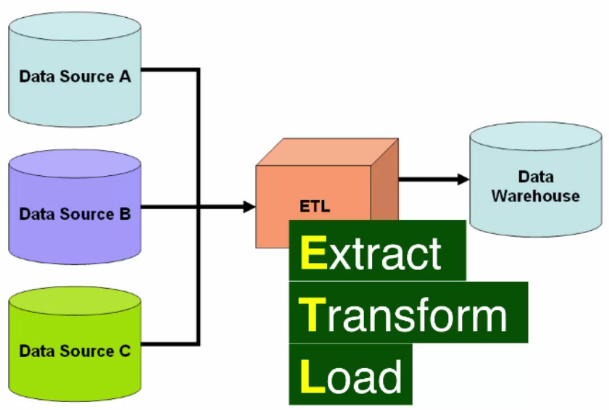 Data Source A
Data Source B
Data Source C
ETL
Extract
Transform
Load
Data
Warehouse